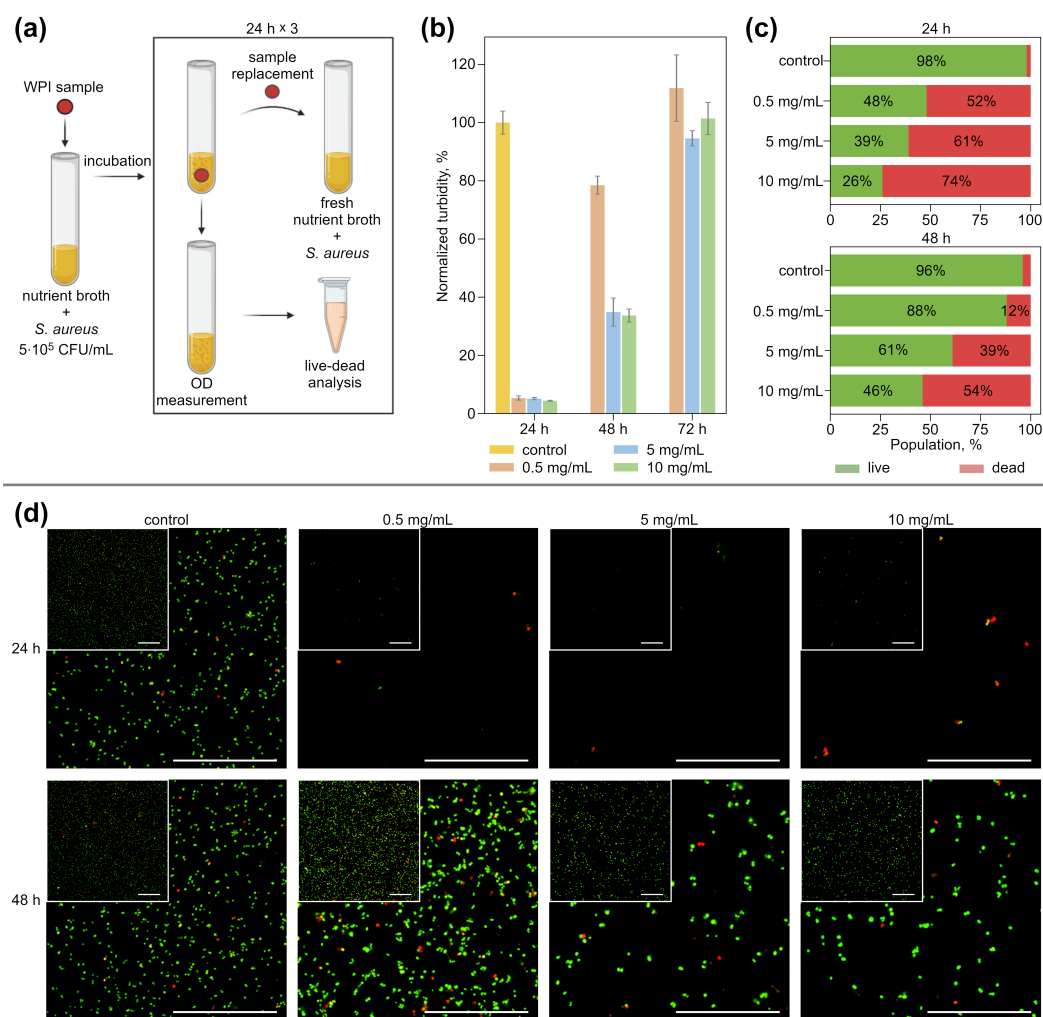 (a)
24 h x 3
WPI sample
incubation
sample
replacement
nutrient broth
+
S. aureus
5·10⁵ CFU/mL
fresh
nutrient broth
+
S. aureus
OD
measurement
live-dead
analysis
(b)
Normalized turbidity, %
120
100
80
60
40
20
0
24 h
48 h
72 h
control
0.5 mg/mL
5 mg/mL
10 mg/mL
(c)
24 h
control
98%
0.5 mg/mL
48%
52%
5 mg/mL
39%
61%
10 mg/mL
26%
74%
0
25
50
75
100
48 h
control
96%
0.5 mg/mL
88%
12%
5 mg/mL
61%
39%
10 mg/mL
46%
54%
0
25
50
75
100
Population, %
live
dead
(d)
control
0.5 mg/mL
5 mg/mL
10 mg/mL
24 h
48 h